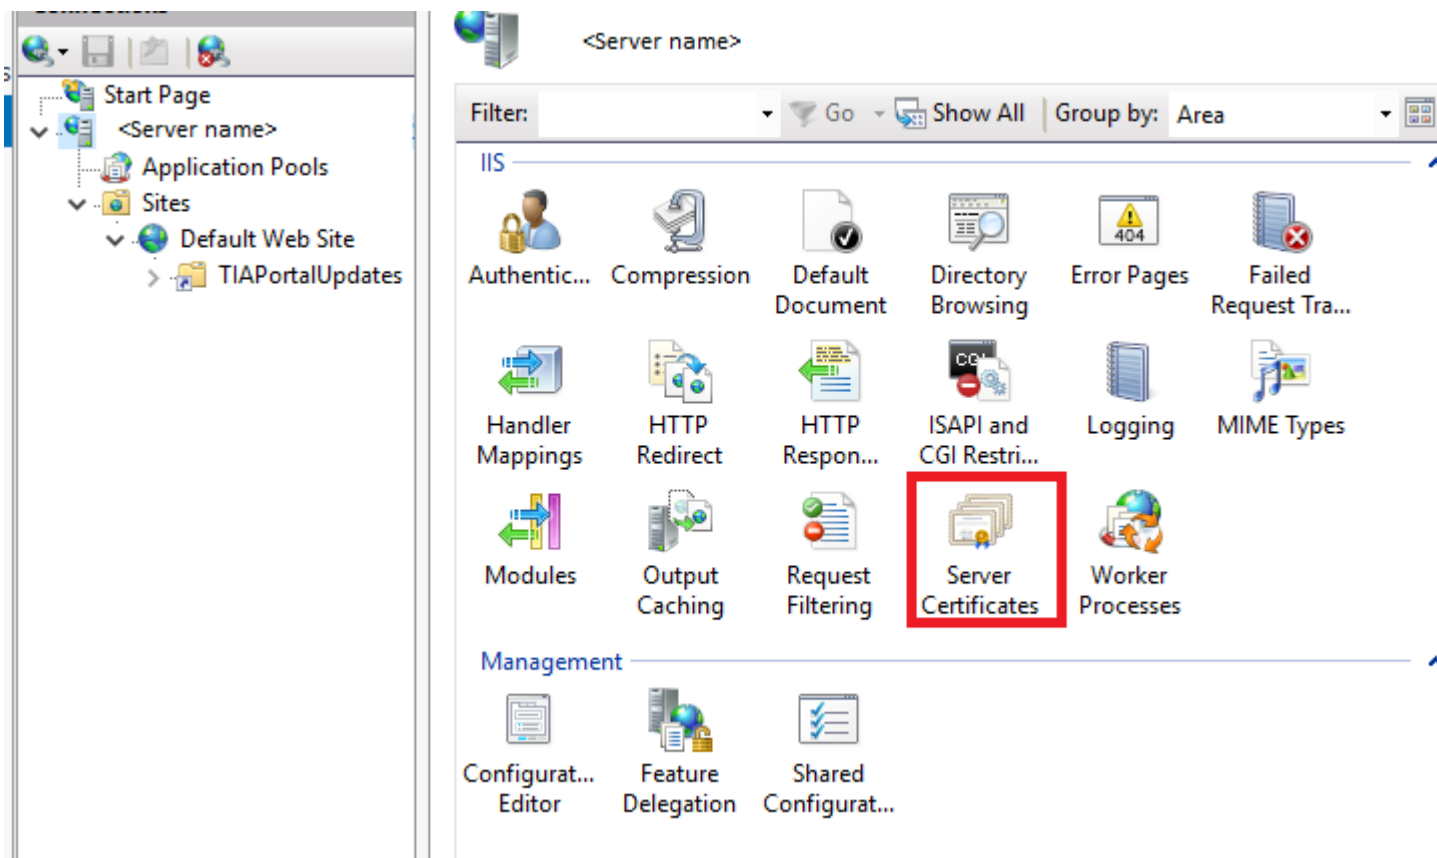 <Server name>
Start Page
<Server name>
Application Pools
Sites
Default Web Site
TIAPortalUpdates
Filter:
Go
Show All
Group by:
Area
IIS
Authentic...
Compression
Default
Document
Directory
Browsing
Error Pages
404
Failed
Request Tra...
Handler
Mappings
HTTP
Redirect
HTTP
Respon...
ISAPI and
CGI Restri...
Logging
MIME Types
Modules
Output
Caching
Request
Filtering
Server
Certificates
Worker
Processes
Management
Configurat...
Editor
Feature
Delegation
Shared
Configurat...